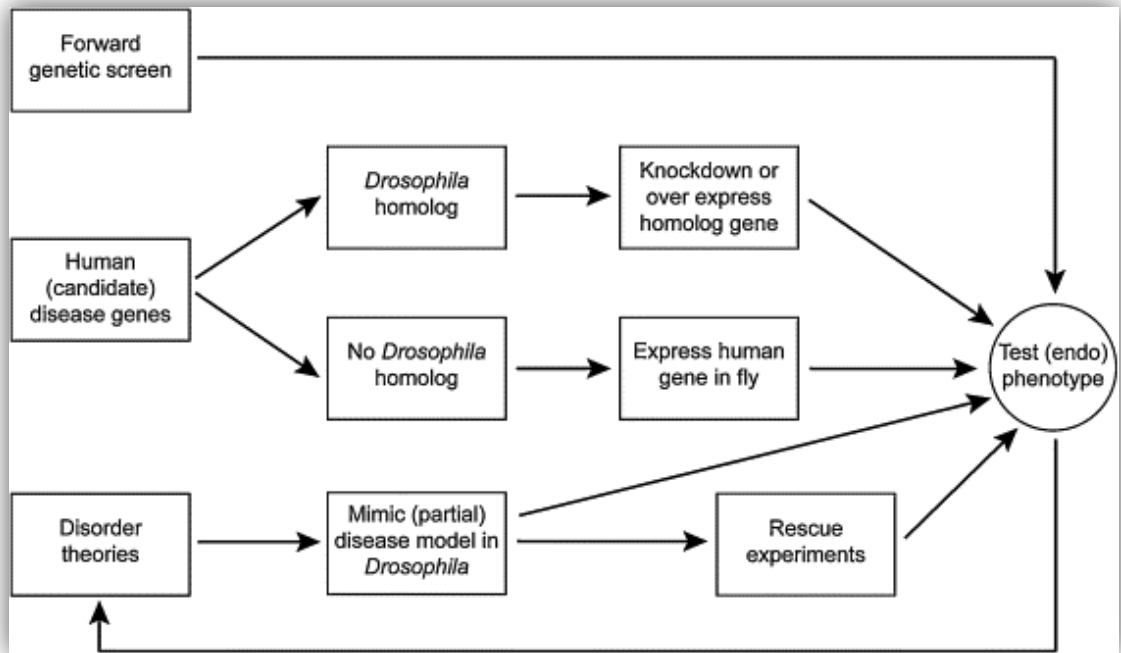 Forward
genetic screen
Drosophila
homolog
Knockdown or
over express
homolog gene
Human
(candidate)
disease genes
No Drosophila
homolog
Express human
gene in fly
Test (endo)
phenotype
Disorder
theories
Mimic (partial)
disease model in
Drosophila
Rescue
experiments